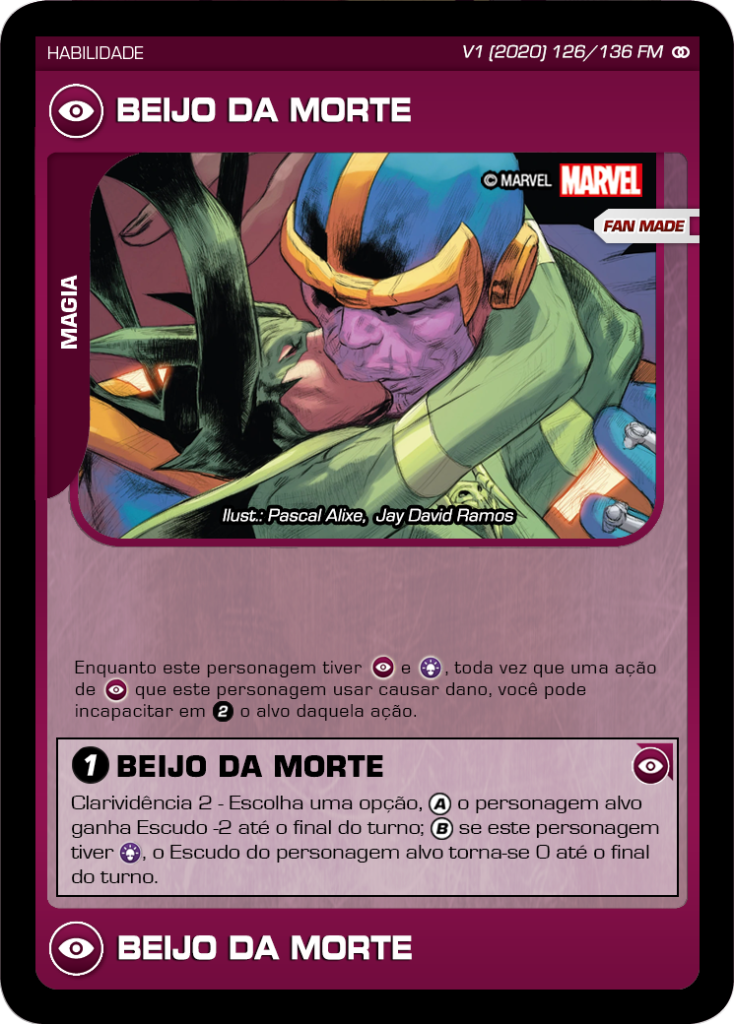 HABILIDADE
V1 (2020) 126/136 FM
BEIJO DA MORTE
© MARVEL MARVEL
FAN MADE
MAGIA
Ilust.: Pascal Alixe, Jay David Ramos
Enquanto este personagem tiver e , toda vez que uma ação
de que este personagem usar causar dano, você pode
incapacitar em 2 o alvo daquela ação.
1 BEIJO DA MORTE
Clarividência 2 - Escolha uma opção, A o personagem alvo
ganha Escudo -2 até o final do turno; B se este personagem
tiver , o Escudo do personagem alvo torna-se 0 até o final
do turno.
BEIJO DA MORTE